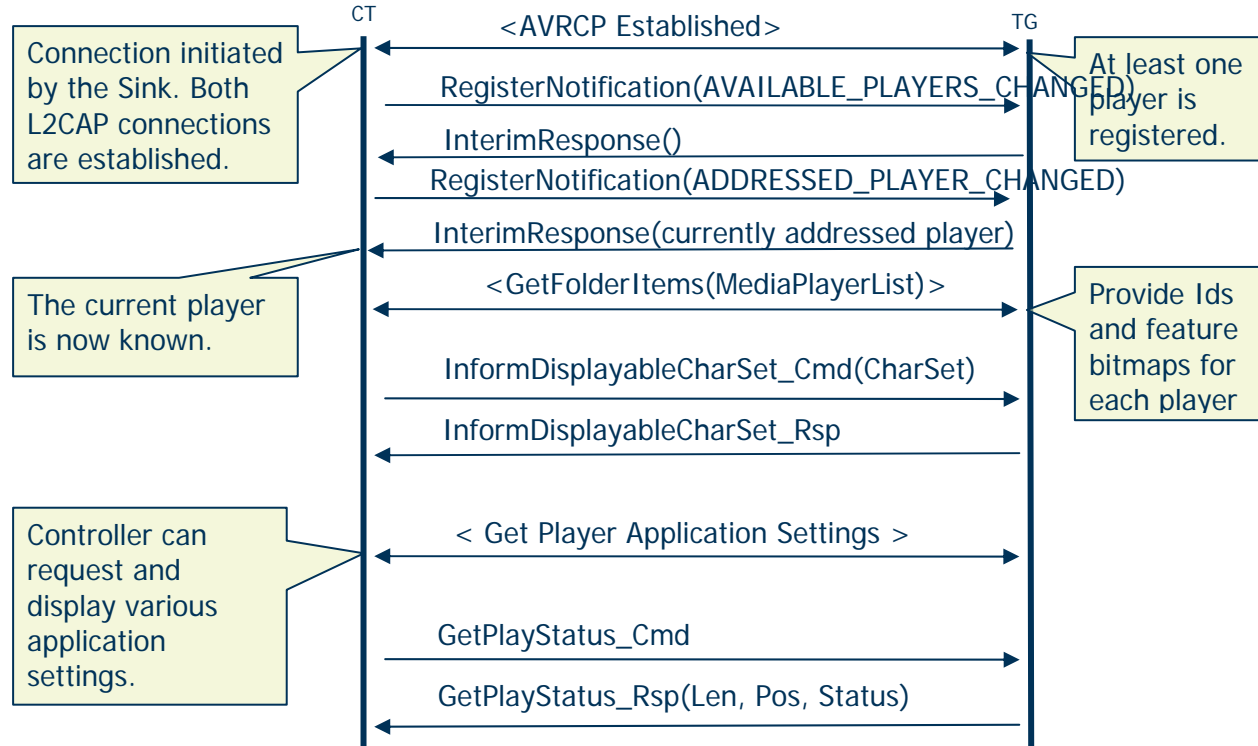 CT
TG
<AVRCP Established>
Connection initiated
by the Sink. Both
L2CAP connections
are established.
At least one
player is
registered.
RegisterNotification(AVAILABLE_PLAYERS_CHANGED)
InterimResponse()
RegisterNotification(ADDRESSED_PLAYER_CHANGED)
InterimResponse(currently addressed player)
The current player
is now known.
<GetFolderItems(MediaPlayerList)>
Provide Ids
and feature
bitmaps for
each player
InformDisplayableCharSet_Cmd(CharSet)
InformDisplayableCharSet_Rsp
Controller can
request and
display various
application
settings.
< Get Player Application Settings >
GetPlayStatus_Cmd
GetPlayStatus_Rsp(Len, Pos, Status)